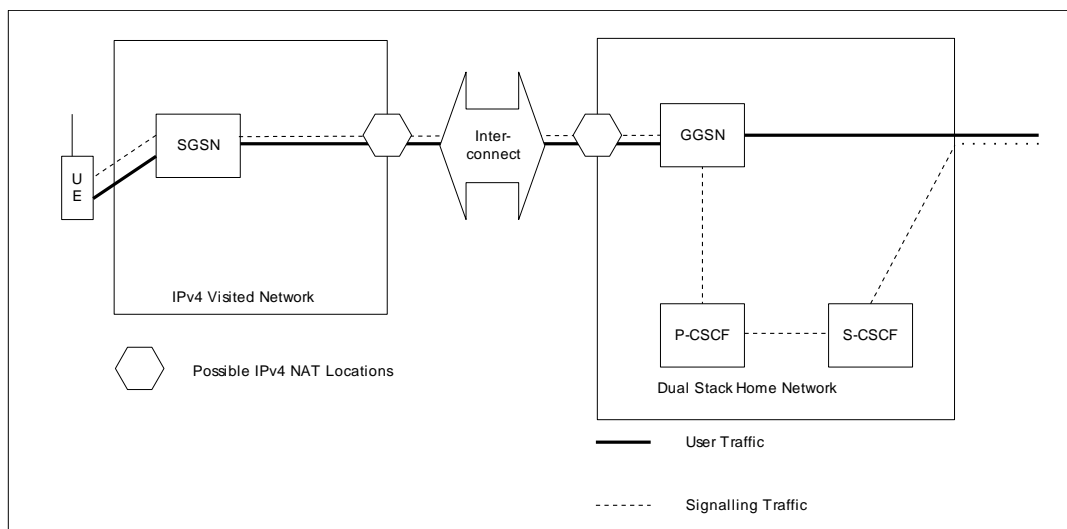 U
E
SGSN
IPv4 Visited Network
Inter-
connect
GGSN
P-CSCF
S-CSCF
Dual Stack Home Network
Possible IPv4 NAT Locations
User Traffic
Signalling Traffic